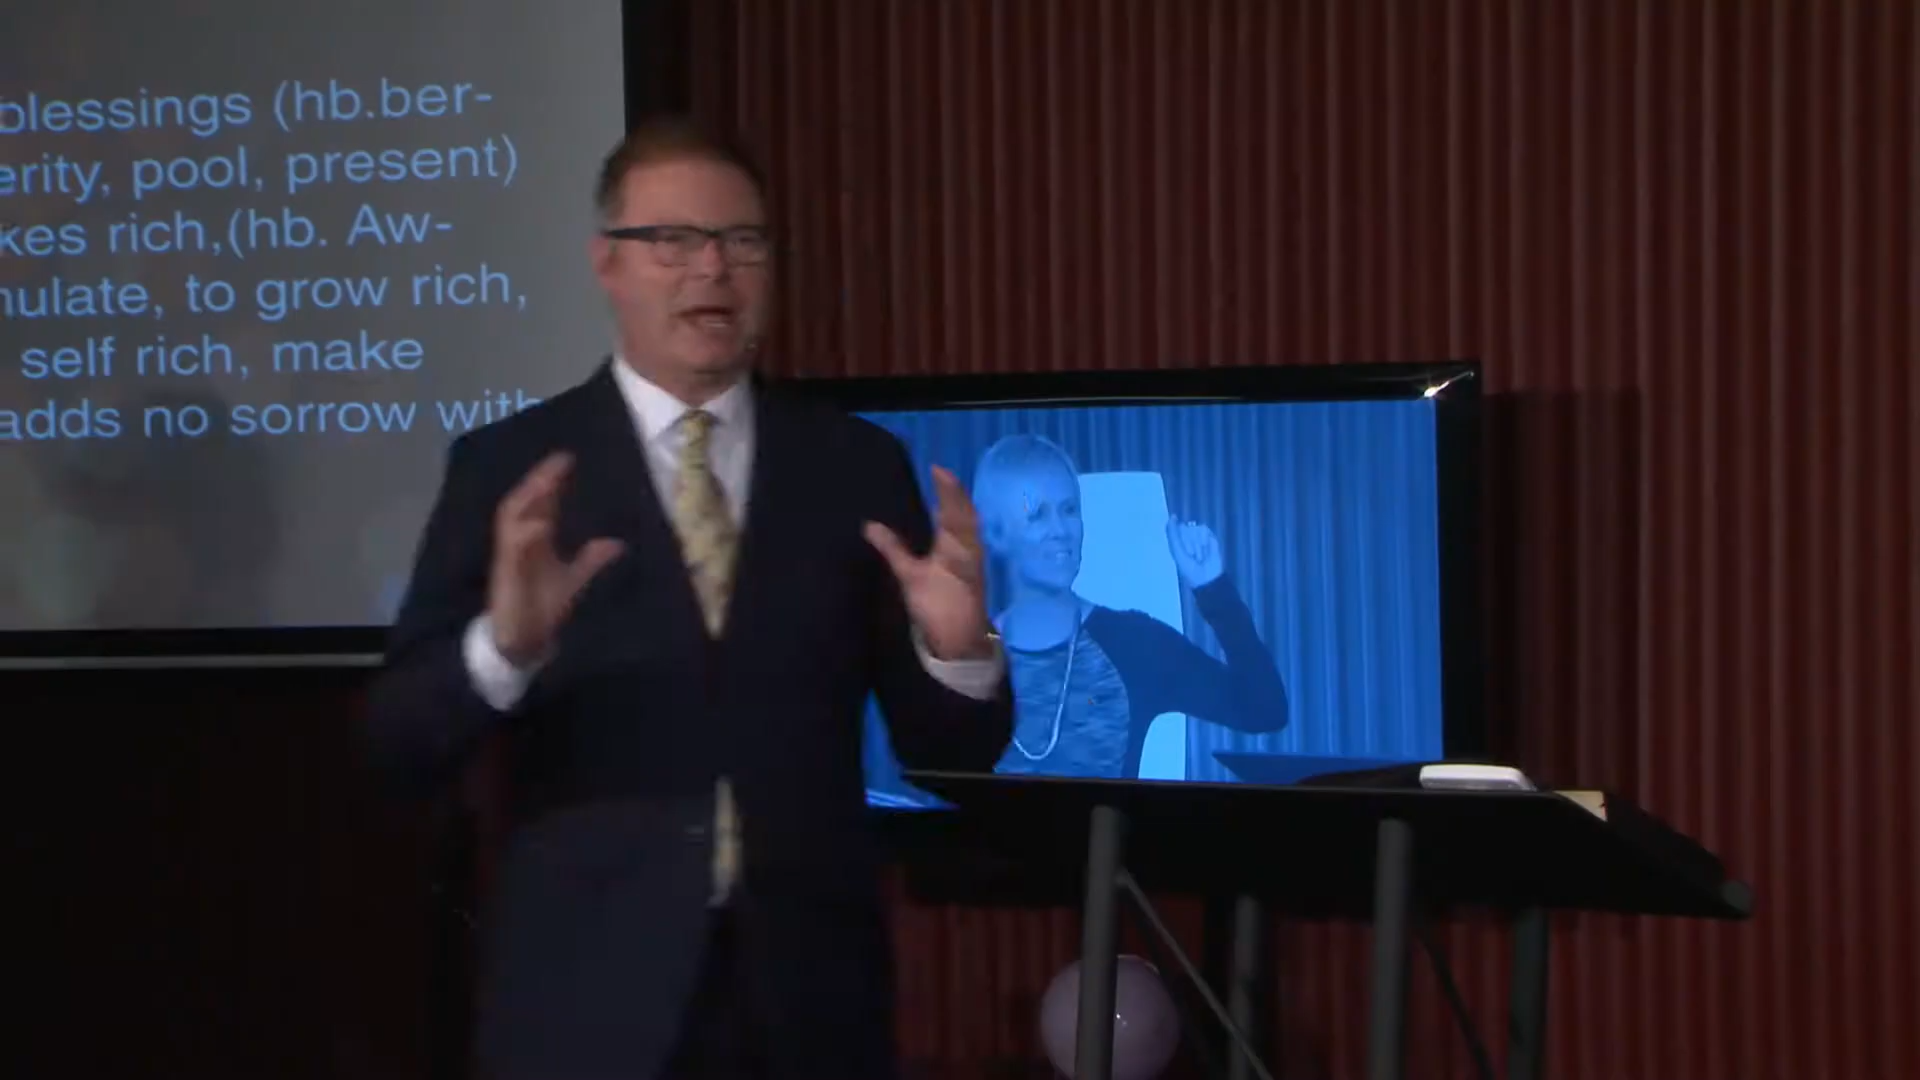 blessings (hb.ber-
erity, pool, present)
kes rich,(hb. Aw-
nulate, to grow rich,
self rich, make
adds no sorrow with